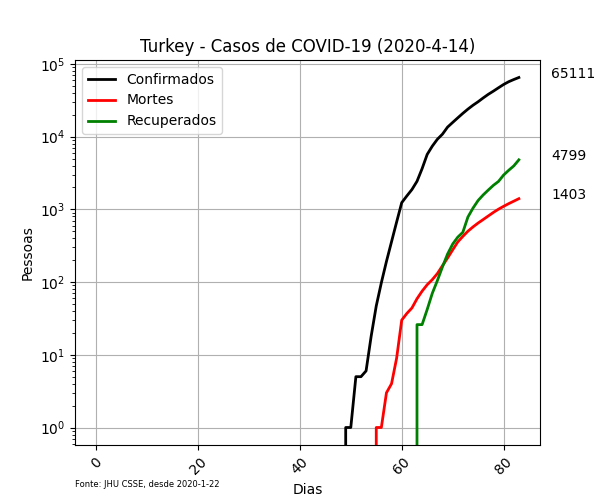 Turkey - Casos de COVID-19 (2020-4-14)
Confirmados
Mortes
Recuperados
65111
4799
1403
Pessoas
10^5
10^4
10^3
10^2
10^1
10^0
0 20 40 60 80
Dias
Fonte: JHU CSSE, desde 2020-1-22